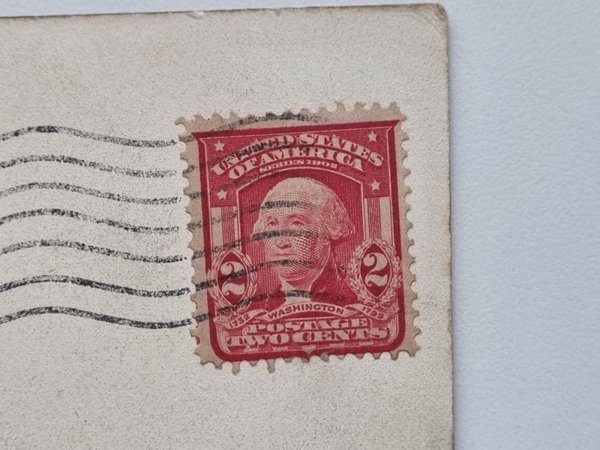 UNITED STATES
OF AMERICA
SERIES 1902
2 2
1732 WASHINGTON 1799
POSTAGE
TWO CENTS